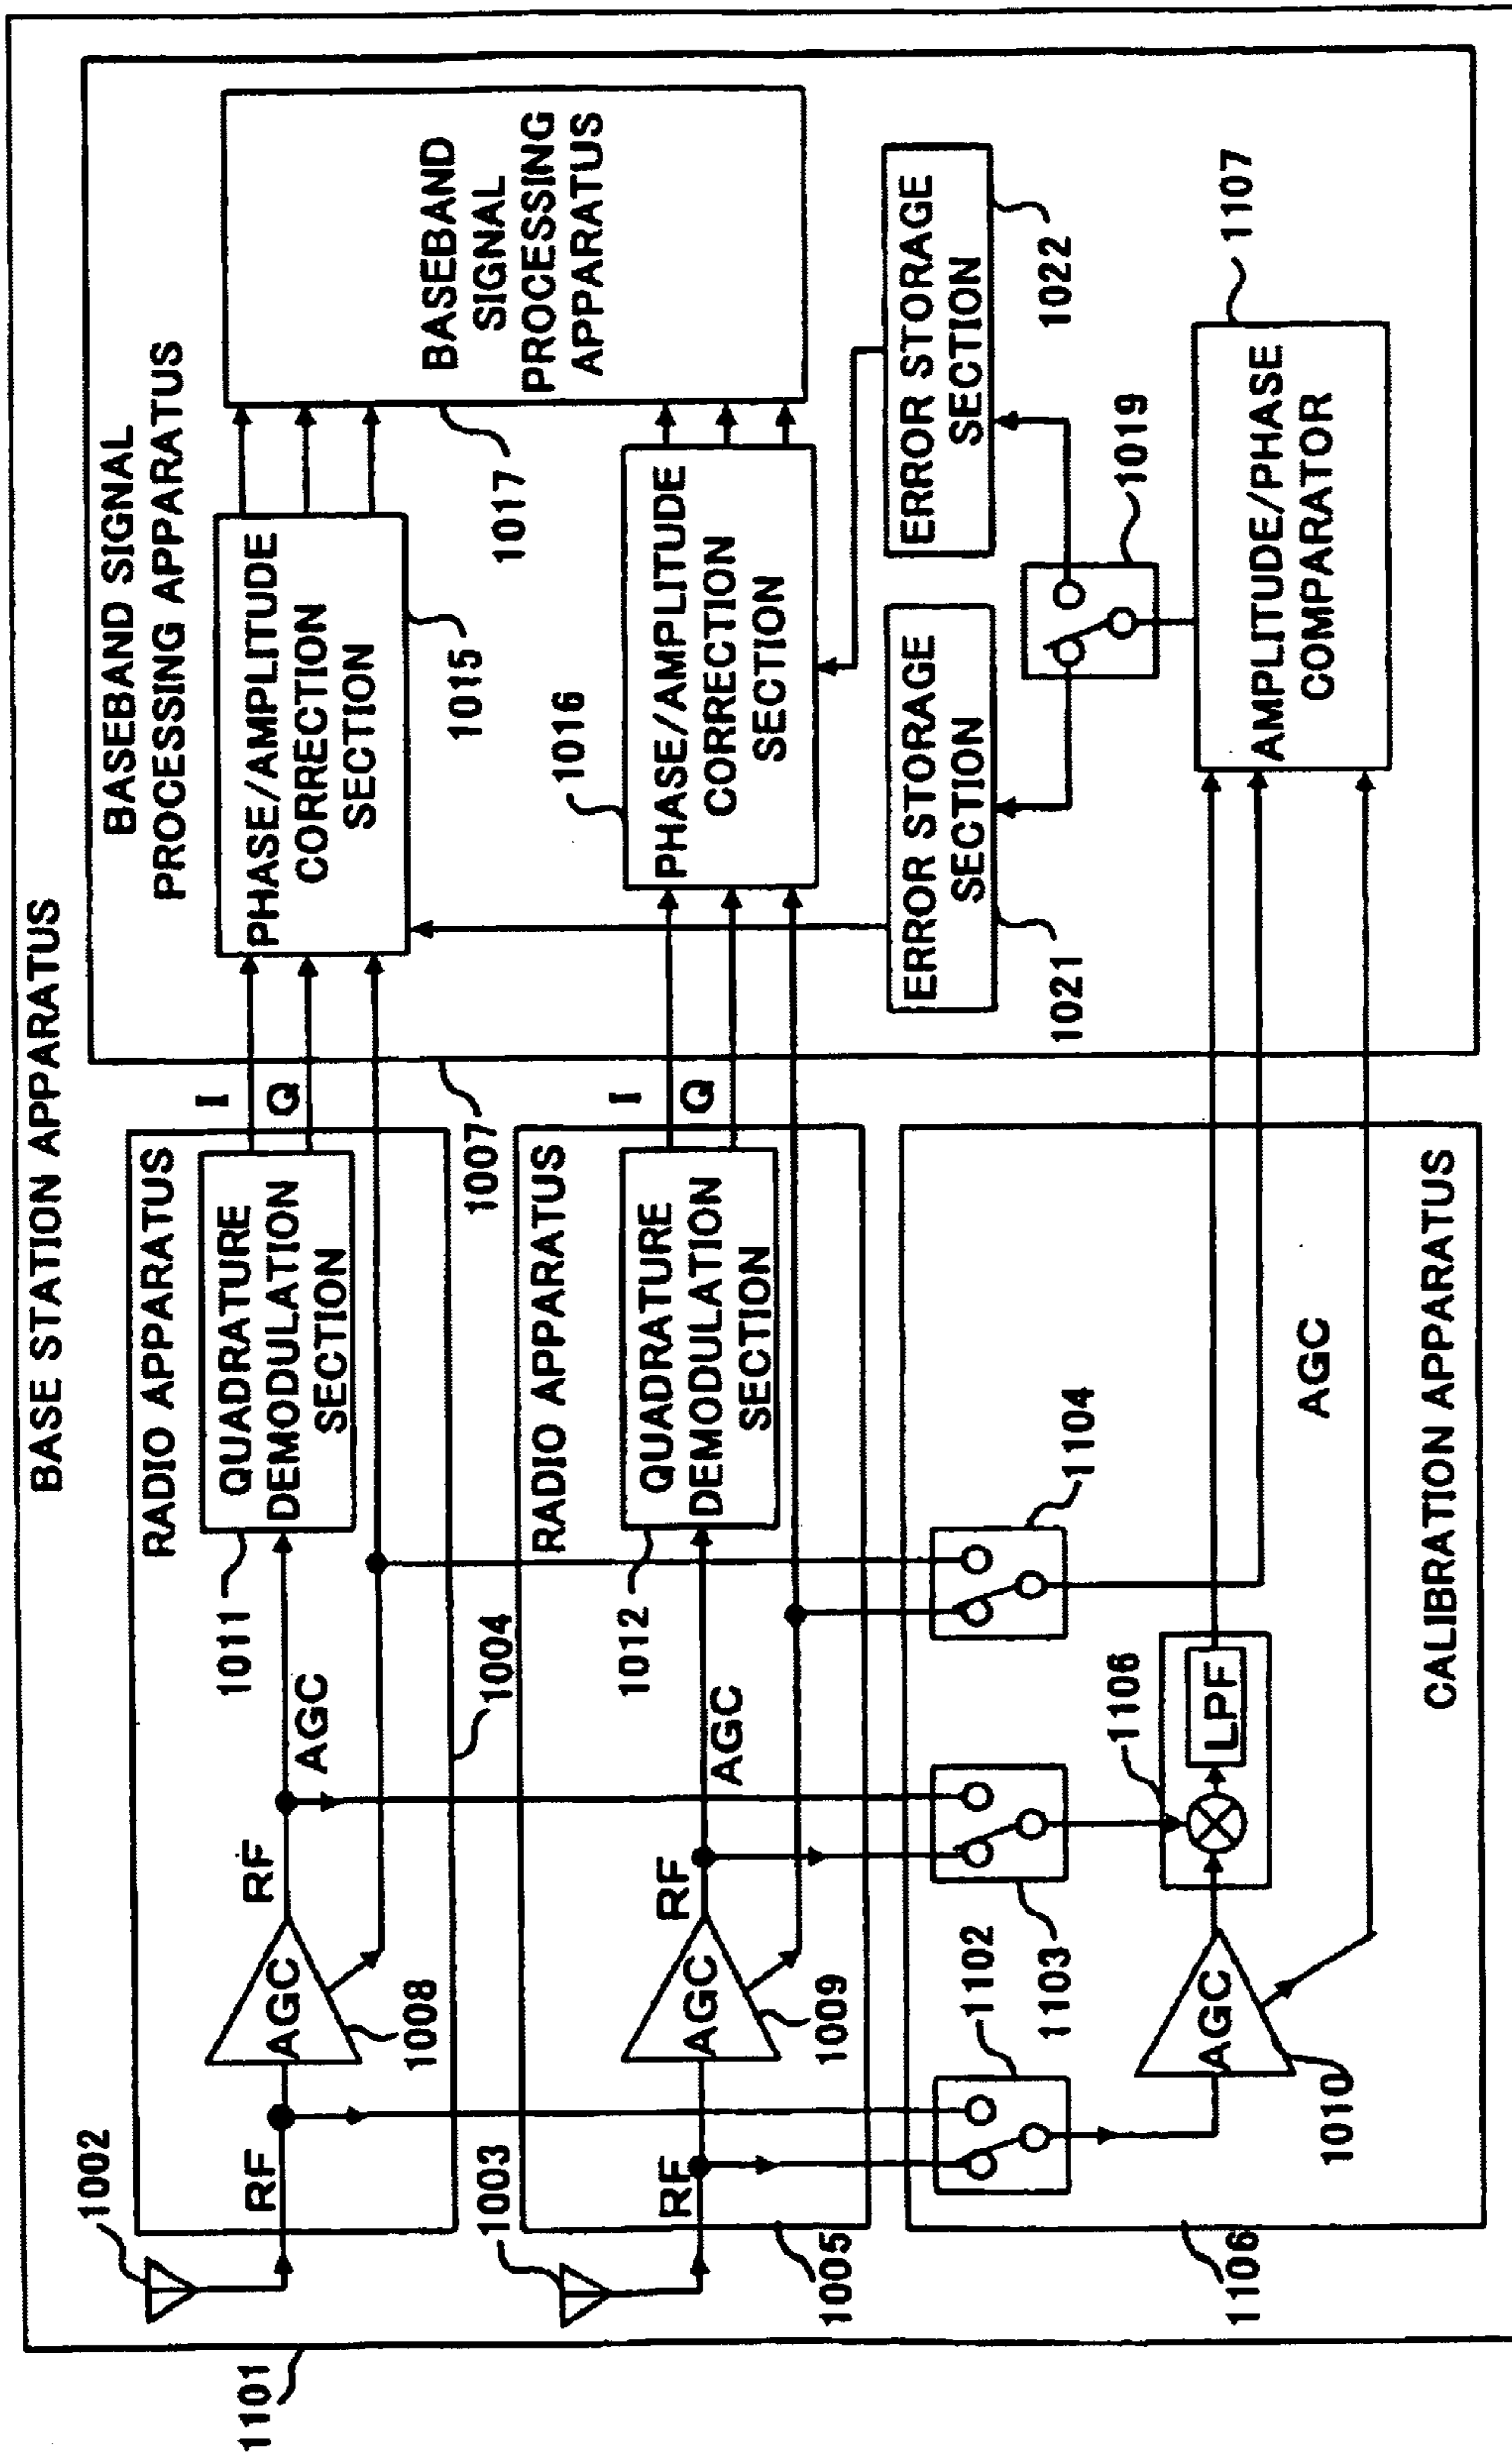 BASE STATION APPARATUS
1101
1002
RF
AGC
1008
RF
AGC
RADIO APPARATUS
1011
QUADRATURE
DEMODULATION
SECTION
1004
I
Q
1007
BASEBAND SIGNAL
PROCESSING APPARATUS
PHASE/AMPLITUDE
CORRECTION
SECTION
1015
BASEBAND
SIGNAL
PROCESSING
APPARATUS
1017
1003
RF
AGC
1009
RF
AGC
RADIO APPARATUS
1012
QUADRATURE
DEMODULATION
SECTION
1005
I
Q
1016
PHASE/AMPLITUDE
CORRECTION
SECTION
ERROR STORAGE
SECTION
1021
ERROR STORAGE
SECTION
1022
1019
1102
1103
1104
1106
LPF
AGC
1010
AGC
1106
CALIBRATION APPARATUS
AMPLITUDE/PHASE
COMPARATOR
1107